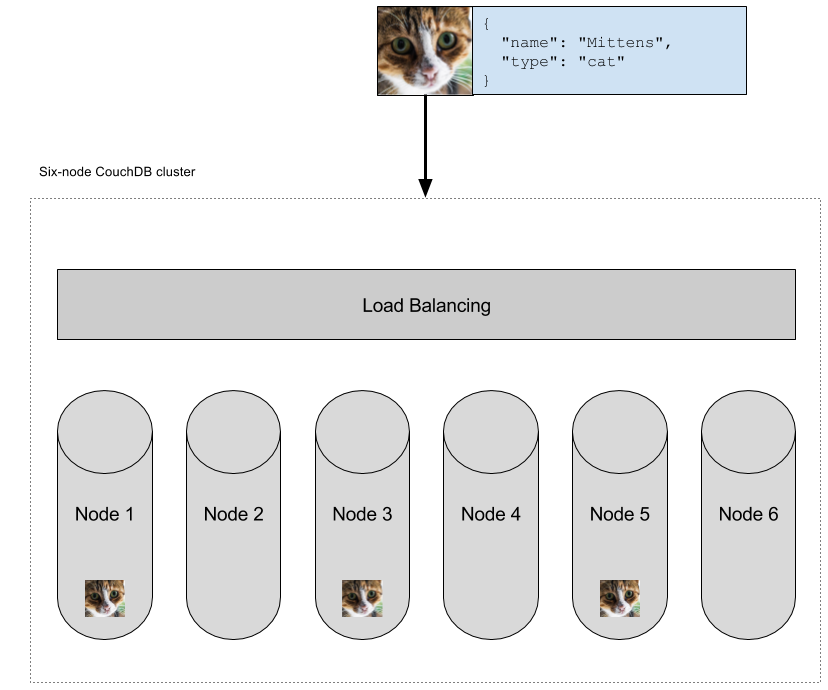 {
"name": "Mittens",
"type": "cat"
}
Six-node CouchDB cluster
Load Balancing
Node 1
Node 2
Node 3
Node 4
Node 5
Node 6